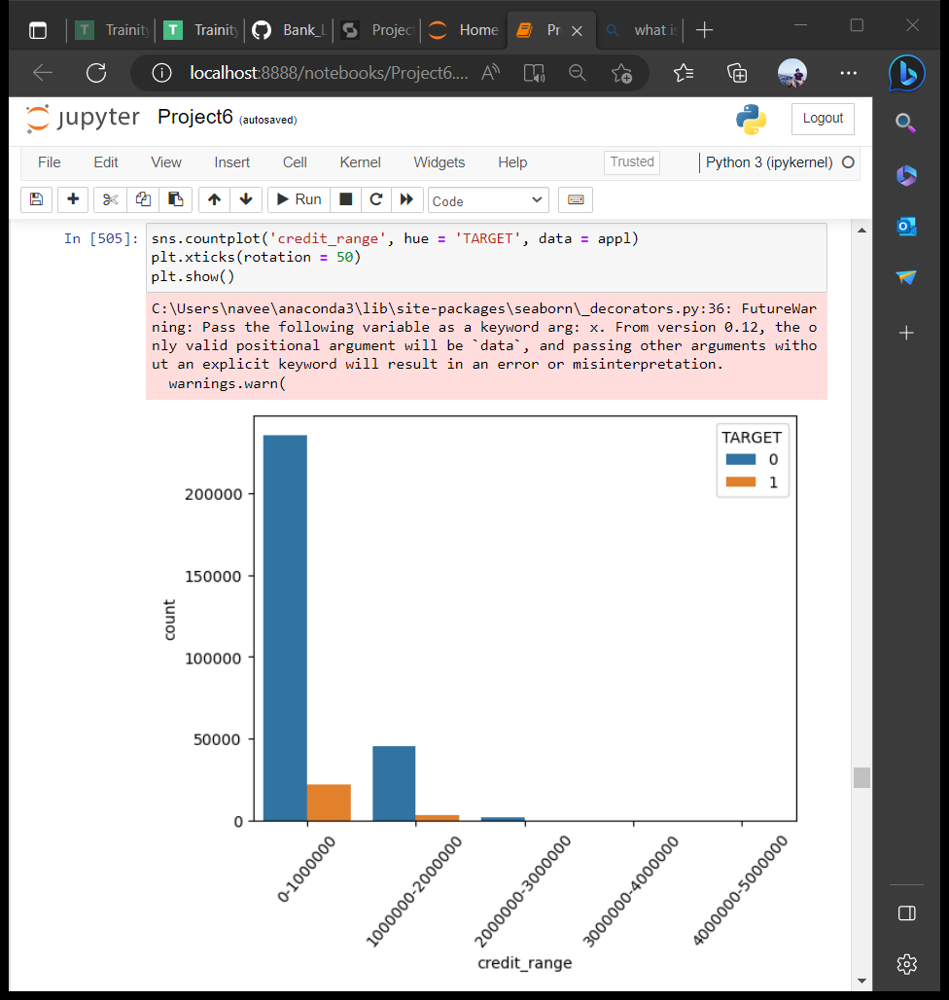 Trainity
Trainity
Bank_L
Project
Home
Pr
what is
localhost:8888/notebooks/Project6....
jupyter Project6 (autosaved)
Logout
File Edit View Insert Cell Kernel Widgets Help
Trusted
Python 3 (ipykernel)
Run
Code
In [505]:
sns.countplot('credit_range', hue = 'TARGET', data = appl)
plt.xticks(rotation = 50)
plt.show()
C:\Users\navee\anaconda3\lib\site-packages\seaborn\_decorators.py:36: FutureWar
ning: Pass the following variable as a keyword arg: x. From version 0.12, the o
nly valid positional argument will be `data`, and passing other arguments witho
ut an explicit keyword will result in an error or misinterpretation.
warnings.warn(
TARGET
0
1
200000
150000
100000
50000
0
count
0-1000000
1000000-2000000
2000000-3000000
3000000-4000000
4000000-5000000
credit_range